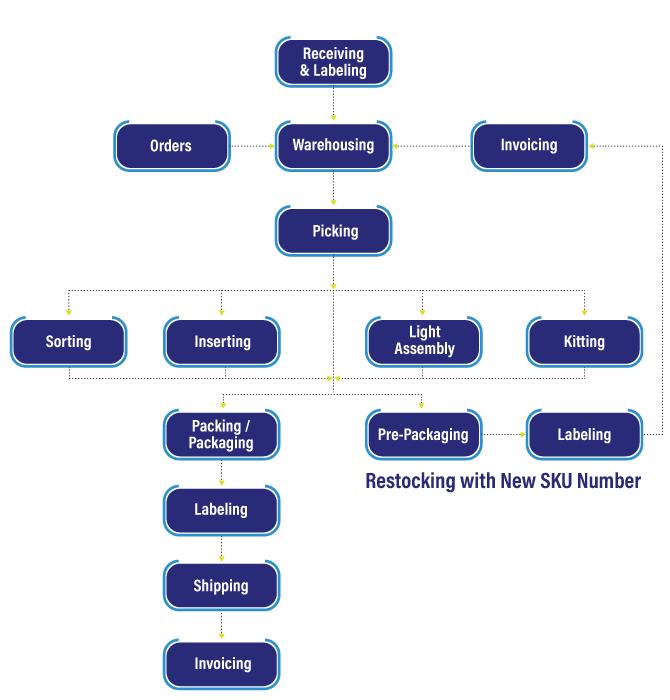 Receiving
& Labeling
Orders
Warehousing
Invoicing
Picking
Sorting
Inserting
Light
Assembly
Kitting
Packing /
Packaging
Pre-Packaging
Labeling
Restocking with New SKU Number
Labeling
Shipping
Invoicing